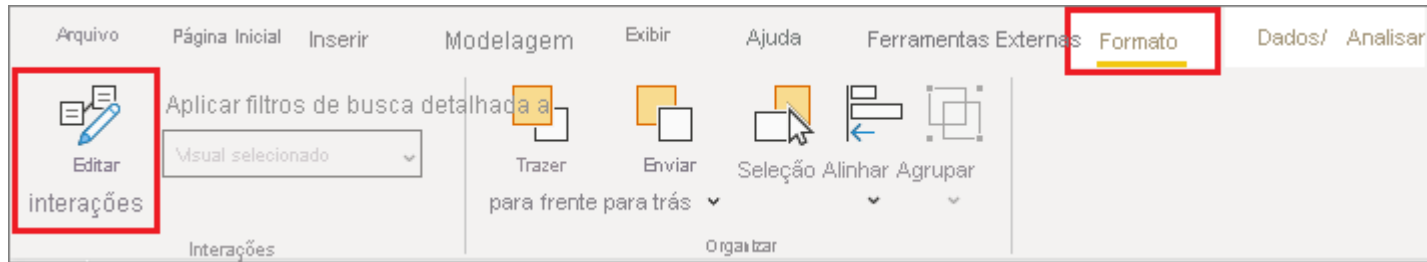 Arquivo Página Inicial Inserir Modelagem Exibir Ajuda Ferramentas Externas Formato Dados/ Analisar
Aplicar filtros de busca detalhada a
Visual selecionado
Editar
interações
Interações
Trazer
para frente
Enviar
para trás
Seleção
Alinhar
Agrupar
Organizar